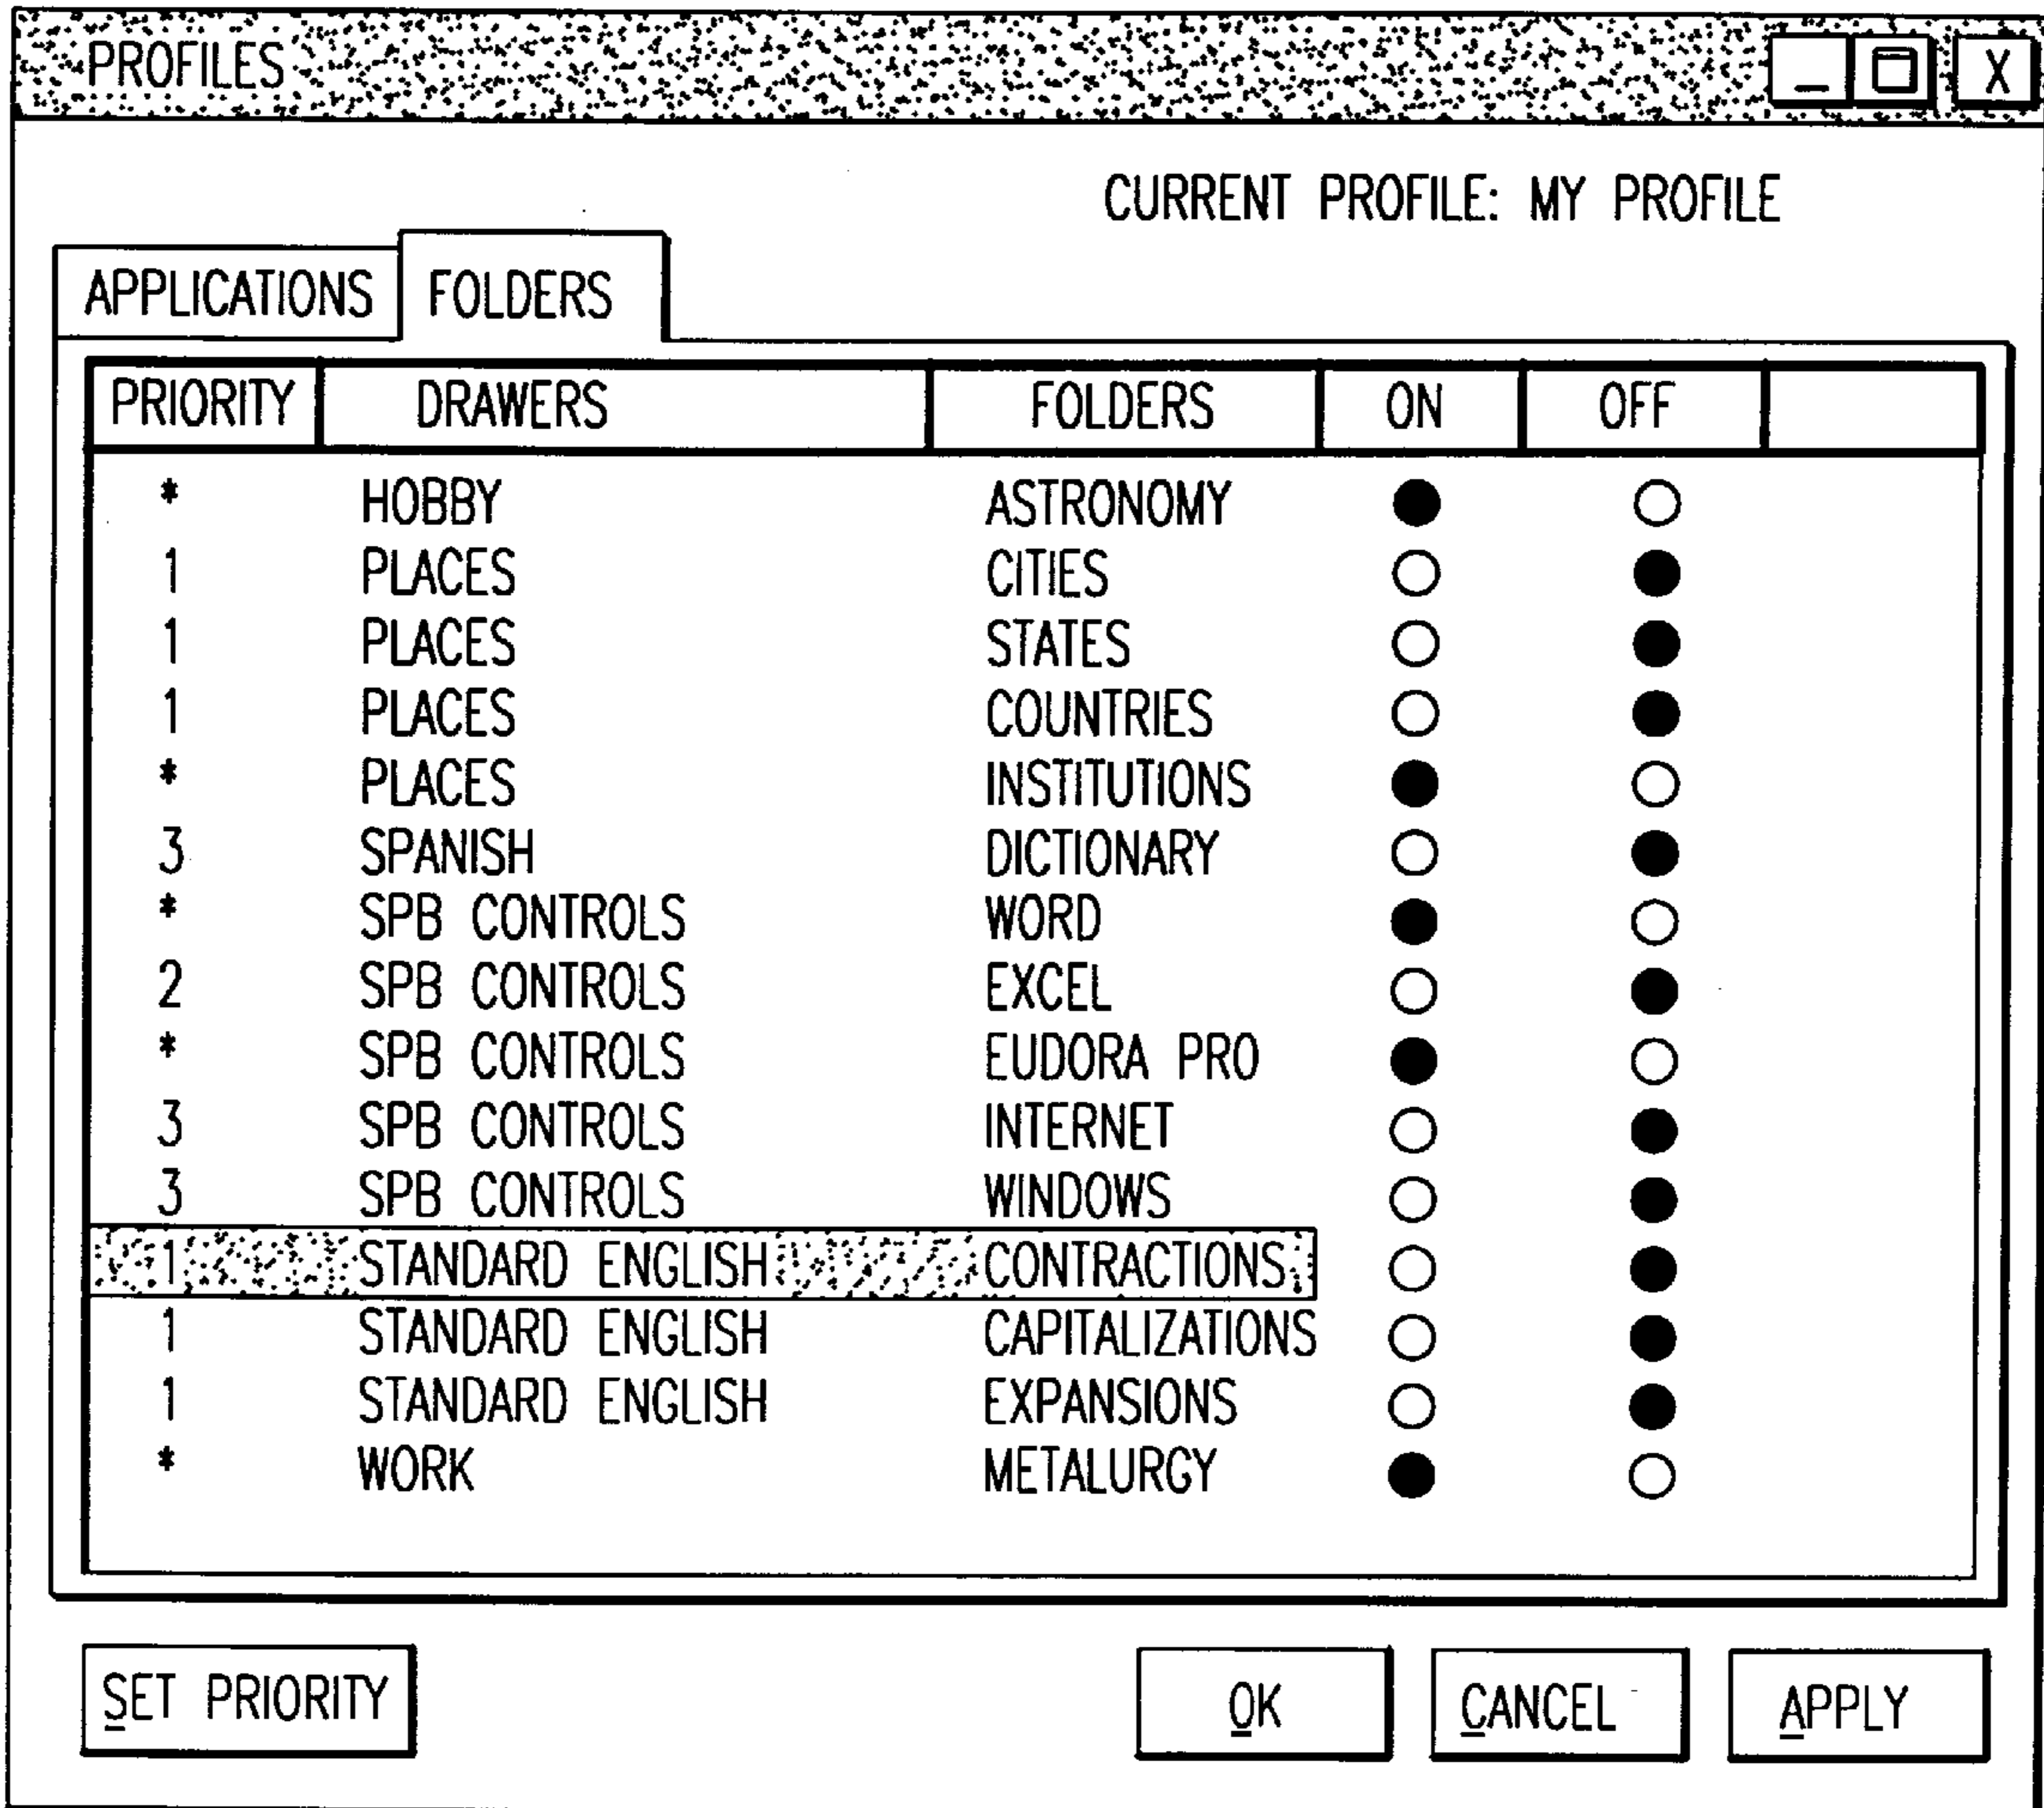 PROFILES X
CURRENT PROFILE: MY PROFILE
APPLICATIONS FOLDERS
PRIORITY DRAWERS FOLDERS ON OFF
* HOBBY ASTRONOMY
1 PLACES CITIES
1 PLACES STATES
1 PLACES COUNTRIES
* PLACES INSTITUTIONS
3 SPANISH DICTIONARY
* SPB CONTROLS WORD
2 SPB CONTROLS EXCEL
* SPB CONTROLS EUDORA PRO
3 SPB CONTROLS INTERNET
3 SPB CONTROLS WINDOWS
1 STANDARD ENGLISH CONTRACTIONS
1 STANDARD ENGLISH CAPITALIZATIONS
1 STANDARD ENGLISH EXPANSIONS
* WORK METALURGY
SET PRIORITY OK CANCEL APPLY